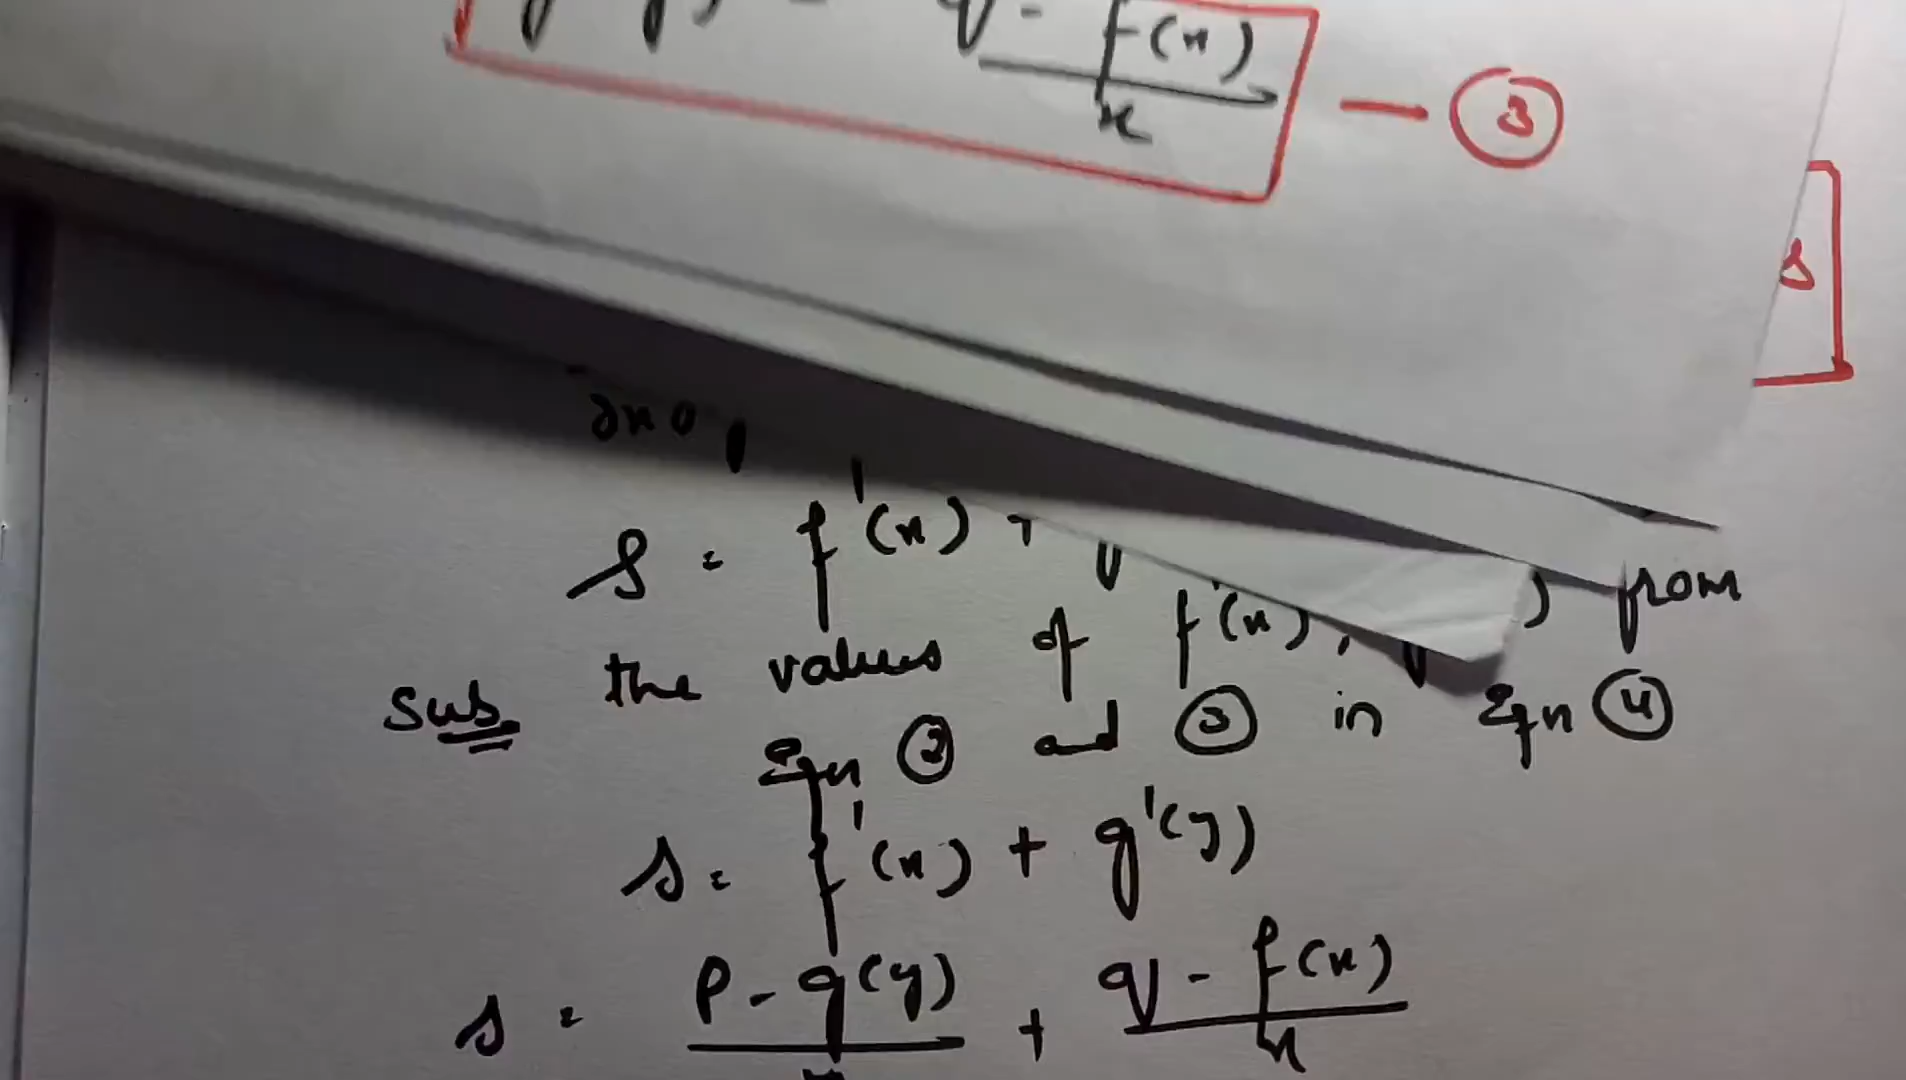 q - f(x)
x
— ③
s
∂x∂
s = f'(x) +
Sub the values of f'(x), ) from
Eqn ② and ③ in Eqn ④
s = f'(x) + g'(y)
s = p - g(y) + q - f(x)
x